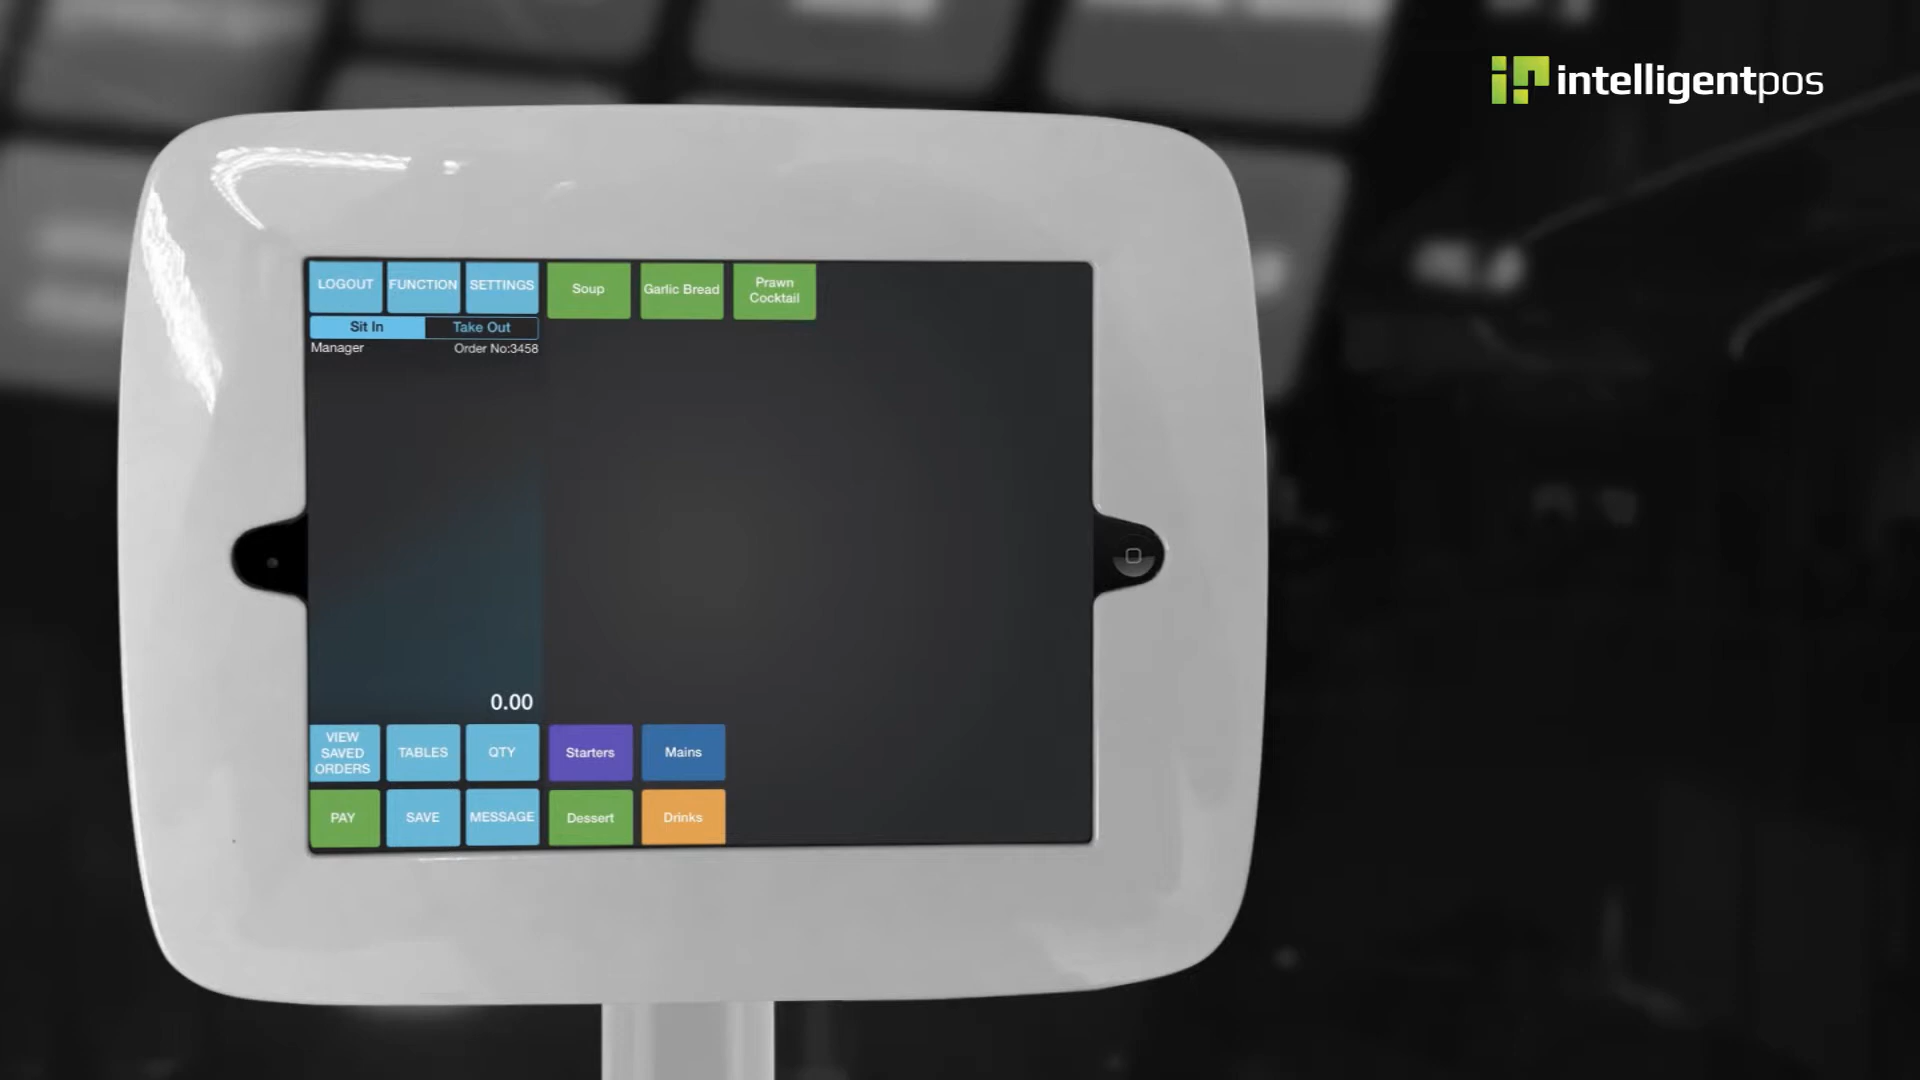 intelligentpos
LOGOUT
FUNCTION
SETTINGS
Soup
Garlic Bread
Prawn
Cocktail
Sit In
Take Out
Manager
Order No:3458
0.00
VIEW
SAVED
ORDERS
TABLES
QTY
Starters
Mains
PAY
SAVE
MESSAGE
Dessert
Drinks